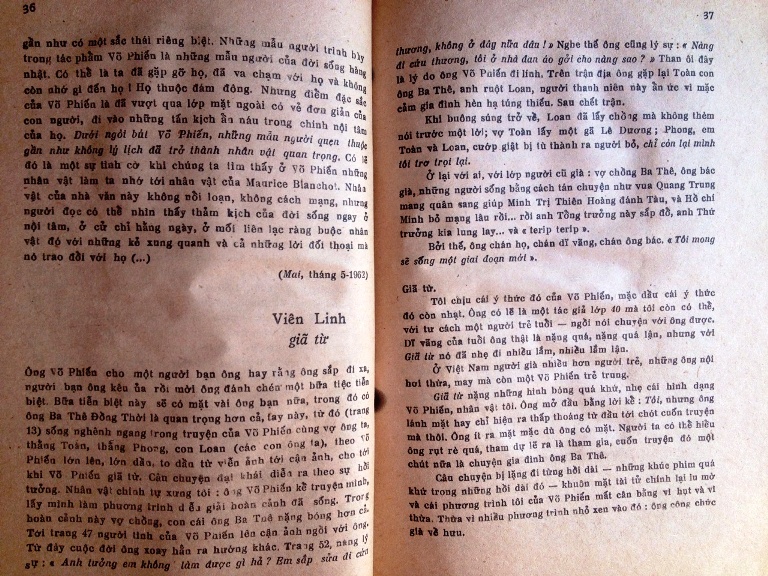 36
gần như có một sắc thái riêng biệt. Những mẫu người trình bày
trong tác phẩm Võ Phiến là những mẫu người của đời sống hàng
nhật. Có thể là ta đã gặp gỡ họ, đã va chạm với họ và không
còn nhớ gì đến họ ! Họ thuộc đám đông. Nhưng điểm đặc sắc
của Võ Phiến là đã vượt qua lớp mặt ngoài có vẻ đơn giản của
con người, đi vào những tấn kịch ẩn náu trong chính nội tâm
của họ. Dưới ngòi bút Võ Phiến, những mẫu người quen thuộc
gần như không lý lịch đã trở thành nhân vật quan trọng. Có lẽ
đó là một sự tình cờ khi chúng ta tìm thấy ở Võ Phiến những
nhân vật làm ta nhớ tới nhân vật của Maurice Blanchot. Nhân
vật của nhà văn này không nổi loạn, không cách mạng, nhưng
người đọc có thể nhìn thấy thảm kịch của đời sống ngay ở
nội tâm, ở cử chỉ hằng ngày, ở mối liên lạc ràng buộc nhân
vật đó với những kẻ xung quanh và cả những lời đối thoại mà
nó trao đổi với họ (...)
(Mai, tháng 5-1963)
Viên Linh
giã từ
Ông Võ Phiến cho một người bạn ông hay rằng ông sắp đi xa,
người bạn ông kêu ủa rồi mời ông đánh chén một bữa tiệc tiễn
biệt. Bữa tiễn biệt này sẽ có mặt vài ông bạn nữa, trong đó có
ông Ba Thê Đồng Thời là quan trọng hơn cả, tay này, từ đó (trang
13) sống nghênh ngang trong truyện của Võ Phiến cùng vợ ông ta,
thằng Toàn, thằng Phong, con Loan (các con ông ta), theo Võ
Phiến lớn lên, lớn dần, to dần từ viễn ảnh tới cận ảnh, cho tới
khi Võ Phiến giã từ. Câu chuyện đại khái diễn ra theo sự hồi
tưởng. Nhân vật chính tự xưng tôi : ông Võ Phiến kể truyện mình,
lấy mình làm phương trình diễn giải hoàn cảnh đã sống. Trong
hoàn cảnh này vợ chồng, con cái ông Ba Thê nặng bóng hơn cả.
Tới trang 47 người lính của Võ Phiến lên cận ảnh ngồi với ông.
Từ đây cuộc đời ông xoay hẳn ra hướng khác. Trang 52, nàng lý
sự : « Anh tưởng em không làm được gì hả ? Em sắp sửa đi cứu
37
thương, không ở đây nữa đâu ! » Nghe thế ông cũng lý sự : « Nàng
đi cứu thương, tôi ở nhà đan áo gởi cho nàng sao ? » Than ôi đây
là lý do ông Võ Phiến đi lính. Trên trận địa ông gặp lại Toàn con
ông Ba Thê, anh ruột Loan, người thanh niên này ẩn ức vì mặc
cảm gia đình hèn hạ túng thiếu. Sau chết trận.
Khi buông súng trở về, Loan đã lấy chồng mà không thèm
nói trước một lời; vợ Toàn lấy một gã Lê Dương ; Phong, em
Toàn và Loan, cướp giật bị tù thành ra người bỏ, chỉ còn lại mình
tôi trơ trọi lại.
Ở lại với ai, với lớp người cũ già : vợ chồng Ba Thê, ông bác
già, những người sống bằng cách tán chuyện như vua Quang Trung
mang quân sang giúp Minh Trị Thiên Hoàng đánh Tàu, và Hồ chí
Minh bỏ mạng lâu rồi... rồi anh Tổng trưởng này sắp đổ, anh Thứ
trưởng kia lung lay... và « terip terip ».
Bởi thế, ông chán họ, chán dĩ vãng, chán ông bác. « Tôi mong
sẽ sống một giai đoạn mới ».
Giã từ.
Tôi chịu cái ý thức đó của Võ Phiến, mặc dầu cái ý thức
đó còn nhạt. Ông có lẽ là một tác giả lớp 40 mà tôi còn có thể,
với tư cách một người trẻ tuổi — ngồi nói chuyện với ông được.
Dĩ vãng của tuổi ông thật là nặng quá, nặng quá lận, nhưng với
Giã từ nó đã nhẹ đi nhiều lắm, nhiều lận.
Ở Việt Nam người già nhiều hơn người trẻ, những ông nội
hơi thừa, may mà còn một Võ Phiến trẻ trung.
Giã từ nặng những hình bóng quá khứ, nhẹ cái hình dạng
Võ Phiến, nhân vật tôi. Ông mở đầu bằng lời kể : Tôi, nhưng ông
lánh mặt hay chỉ hiện ra thấp thoáng từ đầu tới chót cuốn truyện
mà thôi. Ông ít ra mặt mặc dù ông có mặt. Người ta có thể hiểu
ông rụt rè quá, tham dự lẽ ra là tham gia, cuốn truyện đó một
chút nữa là chuyện gia đình ông Ba Thê.
Câu chuyện bị lặng đi từng hồi dài — những khúc phim quá
khứ trong những hồi dài đó — khuôn mặt tài tử chính lại lu mờ
và cái phương trình tôi của Võ Phiến mất cân bằng vì hụt và vì
thừa. Thừa vì nhiều phương trình nhỏ xen vào đó : ông công chức
già về hưu.